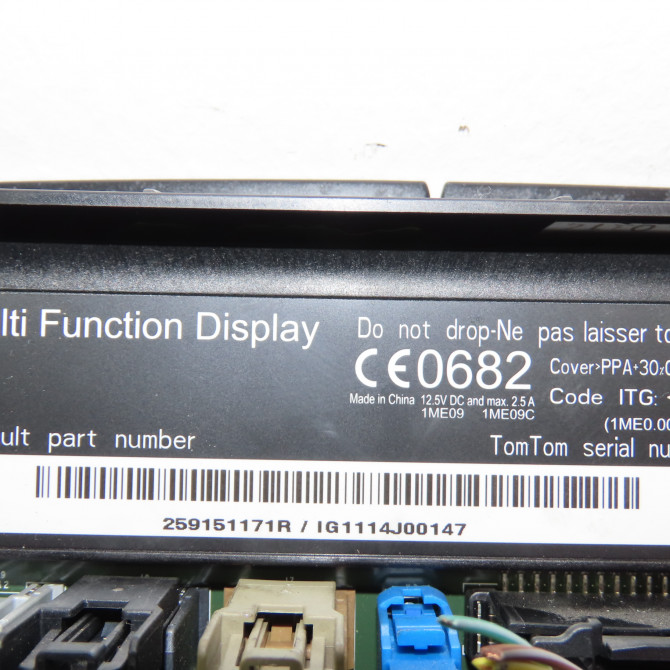 lti Function Display
Do not drop-Ne pas laisser to
CE0682
Cover>PPA+30%
Made in China 12.5V DC and max. 2.5 A
Code ITG:
1ME09 1ME09C
(1ME0.00
ult part number
TomTom serial nu
259151171R / IG1114J00147